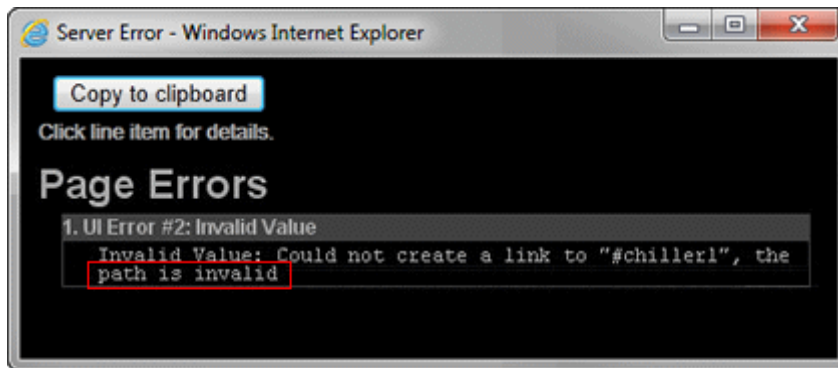 Server Error - Windows Internet Explorer
Copy to clipboard
Click line item for details.
Page Errors
1. UI Error #2: Invalid Value
Invalid Value: Could not create a link to "#chiller1", the
path is invalid